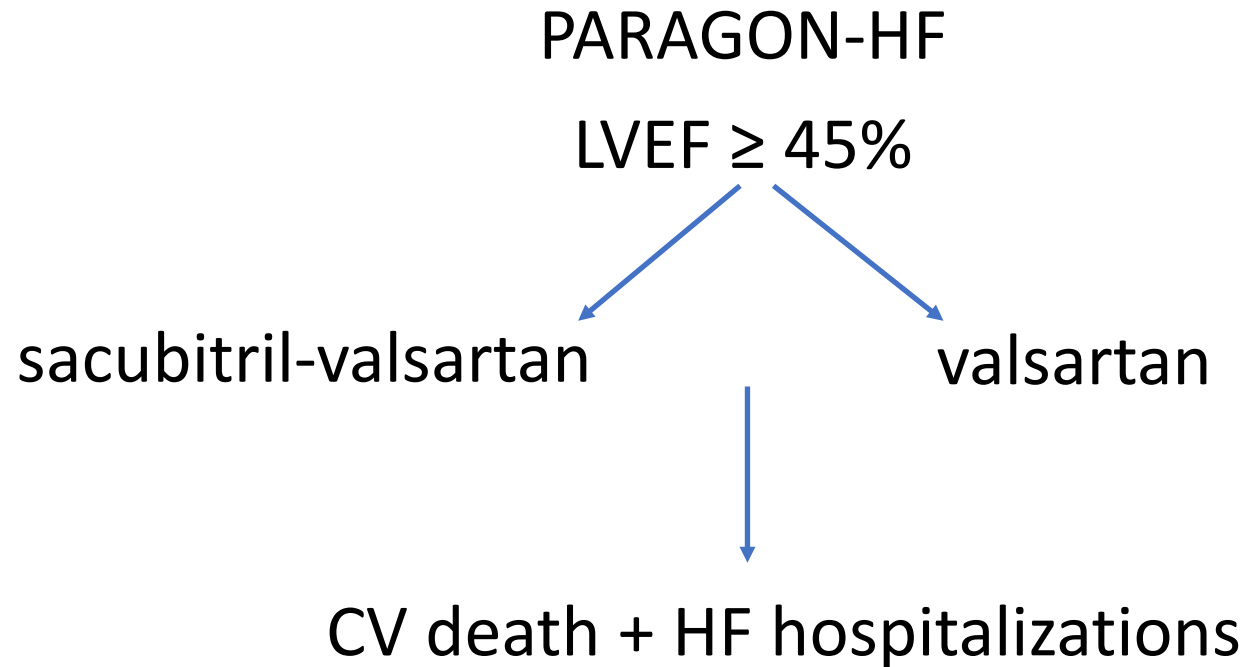 PARAGON-HF
LVEF ≥ 45%
sacubitril-valsartan
valsartan
CV death + HF hospitalizations